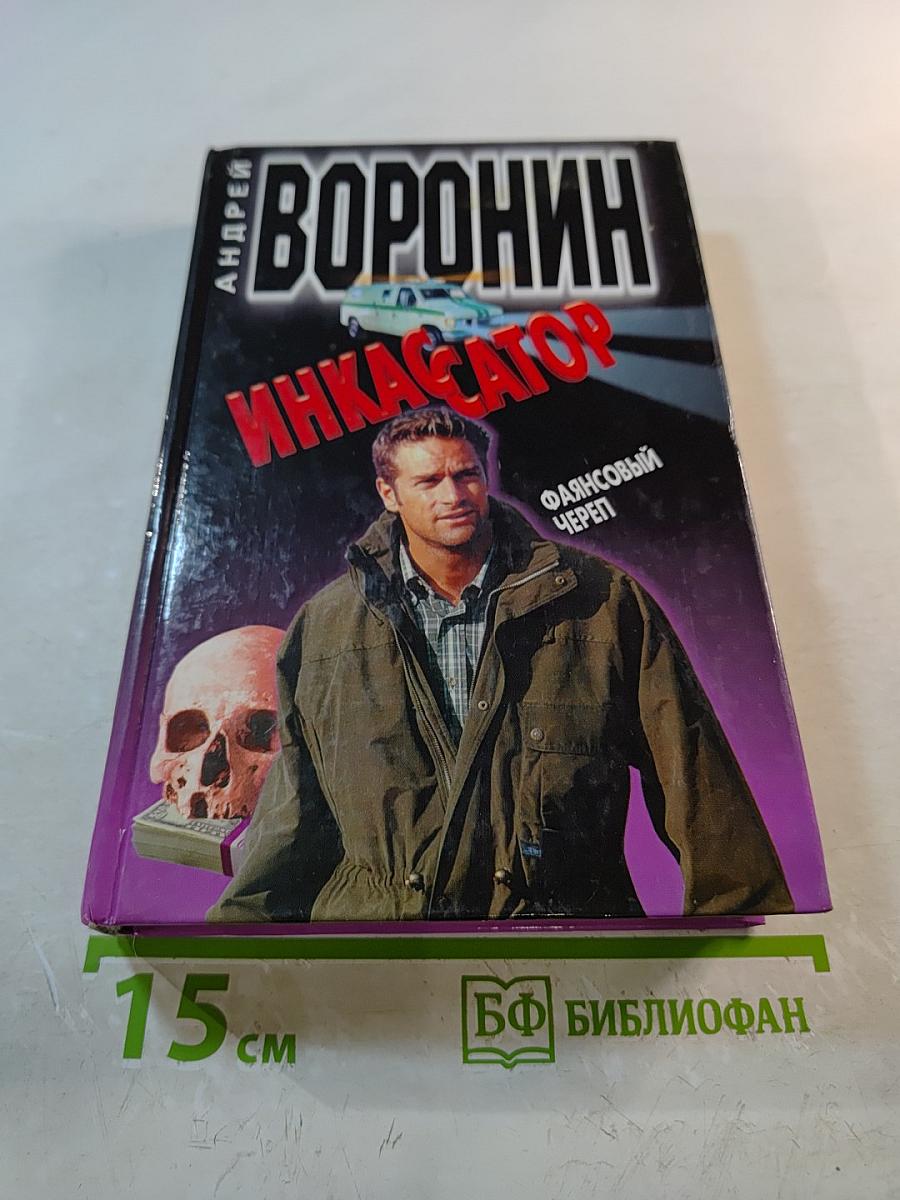 АНДРЕЙ
ВОРОНИН
ИНКАССАТОР
ФАЯНСОВЫЙ
ЧЕРЕП
15 см
БФ БИБЛИОФАН